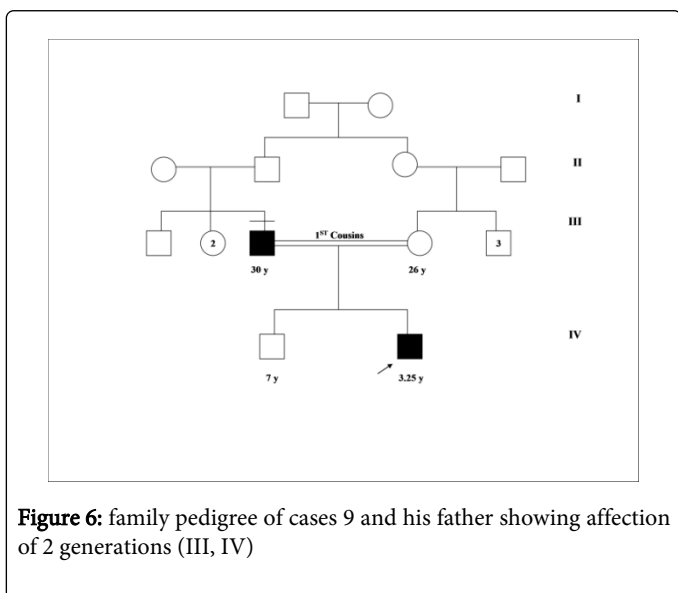 I
II
III
1ST Cousins
2
3
30 y
26 y
IV
7 y
3.25 y
Figure 6: family pedigree of cases 9 and his father showing affection
of 2 generations (III, IV)